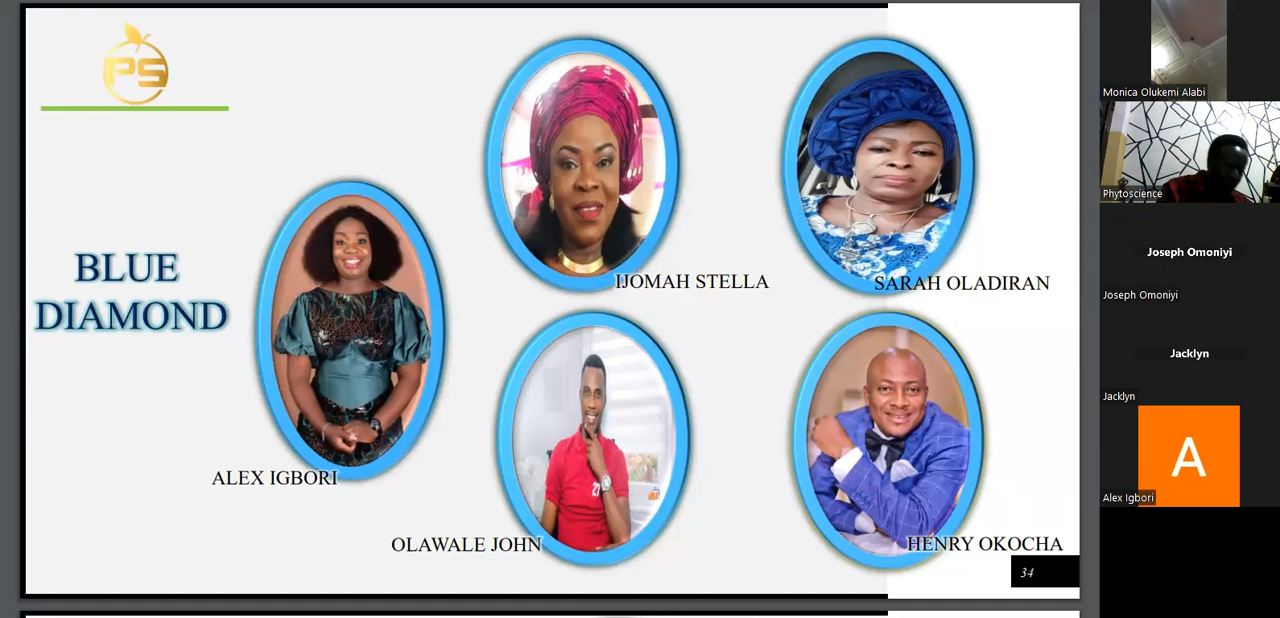 PS
BLUE
DIAMOND
ALEX IGBORI
IJOMAH STELLA
SARAH OLADIRAN
OLAWALE JOHN
27
HENRY OKOCHA
34
Monica Olukemi Alabi
Phytoscience
Joseph Omoniyi
Joseph Omoniyi
Jacklyn
Jacklyn
A
Alex Igbori